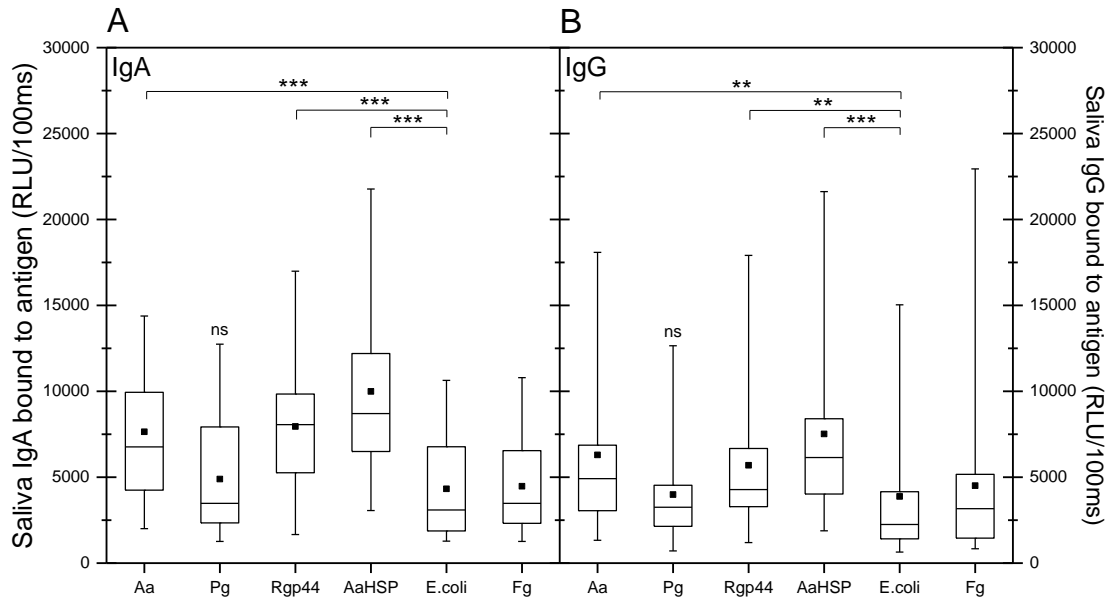 A
B
Saliva IgA bound to antigen (RLU/100ms)
30000
25000
20000
15000
10000
5000
0
IgA
***
***
***
ns
Aa
Pg
Rgp44
AaHSP
E.coli
Fg
IgG
**
**
***
ns
Aa
Pg
Rgp44
AaHSP
E.coli
Fg
30000
25000
20000
15000
10000
5000
0
Saliva IgG bound to antigen (RLU/100ms)